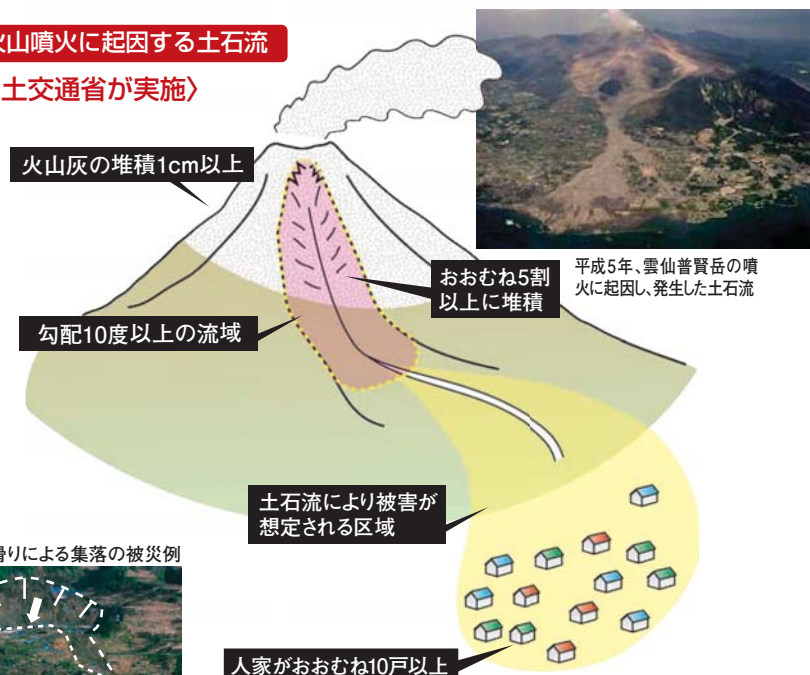 火山噴火に起因する土石流
土交通省が実施〉
火山灰の堆積1cm以上
おおむね5割
以上に堆積
平成5年、雲仙普賢岳の噴
火に起因し、発生した土石流
勾配10度以上の流域
土石流により被害が
想定される区域
滑りによる集落の被災例
人家がおおむね10戸以上